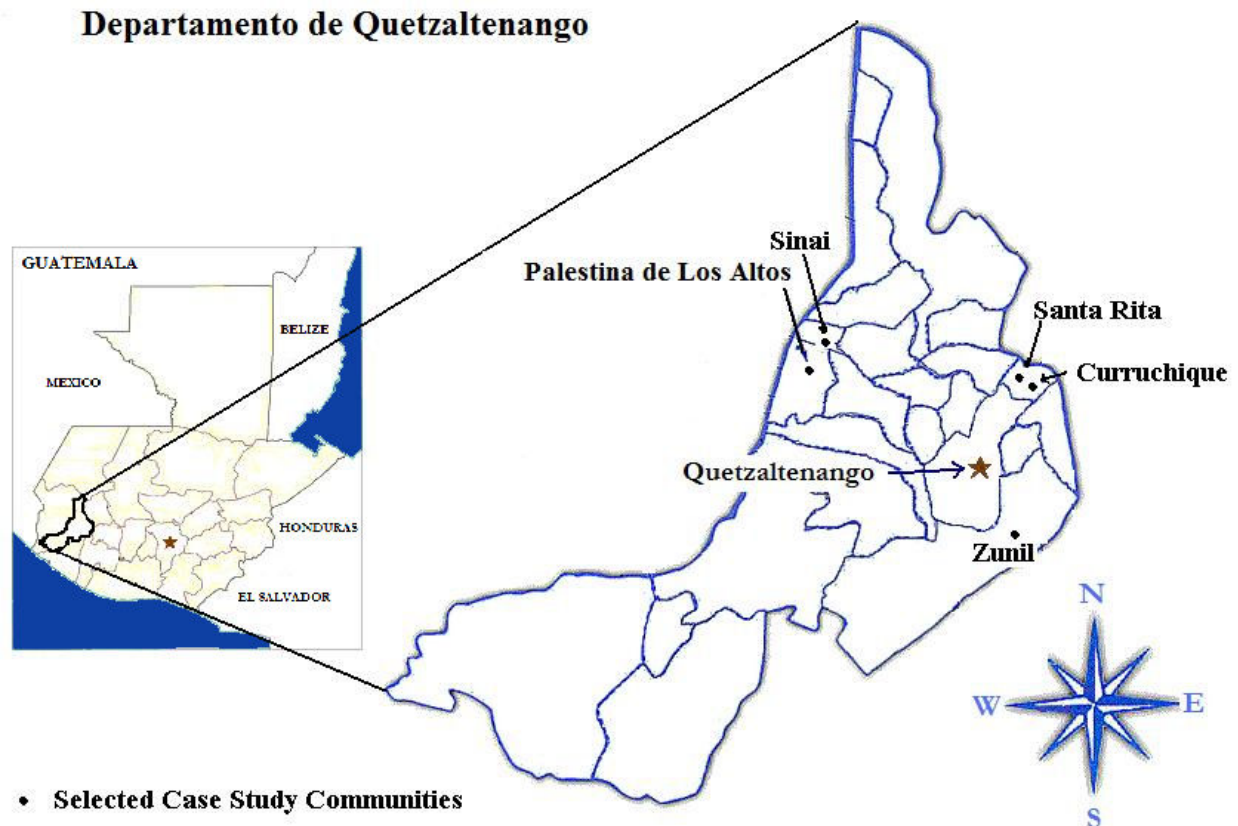 Departamento de Quetzaltenango
GUATEMALA
BELIZE
MEXICO
HONDURAS
EL SALVADOR
Sinai
Palestina de Los Altos
Santa Rita
Curruchique
Quetzaltenango
Zunil
N
W
E
S
• Selected Case Study Communities